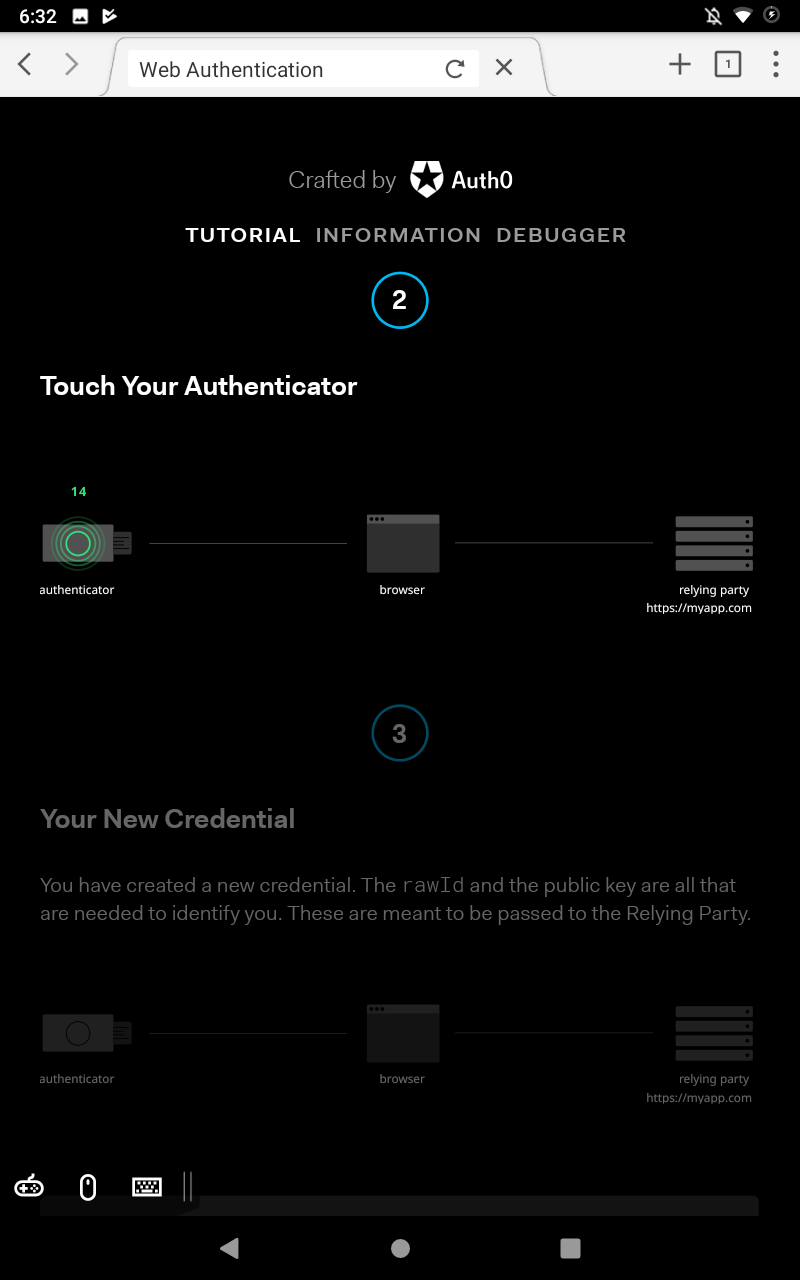 6:32
Web Authentication
1
Crafted by Auth0
TUTORIAL INFORMATION DEBUGGER
2
Touch Your Authenticator
14
authenticator browser relying party
https://myapp.com
3
Your New Credential
You have created a new credential. The rawId and the public key are all that
are needed to identify you. These are meant to be passed to the Relying Party.
authenticator browser relying party
https://myapp.com